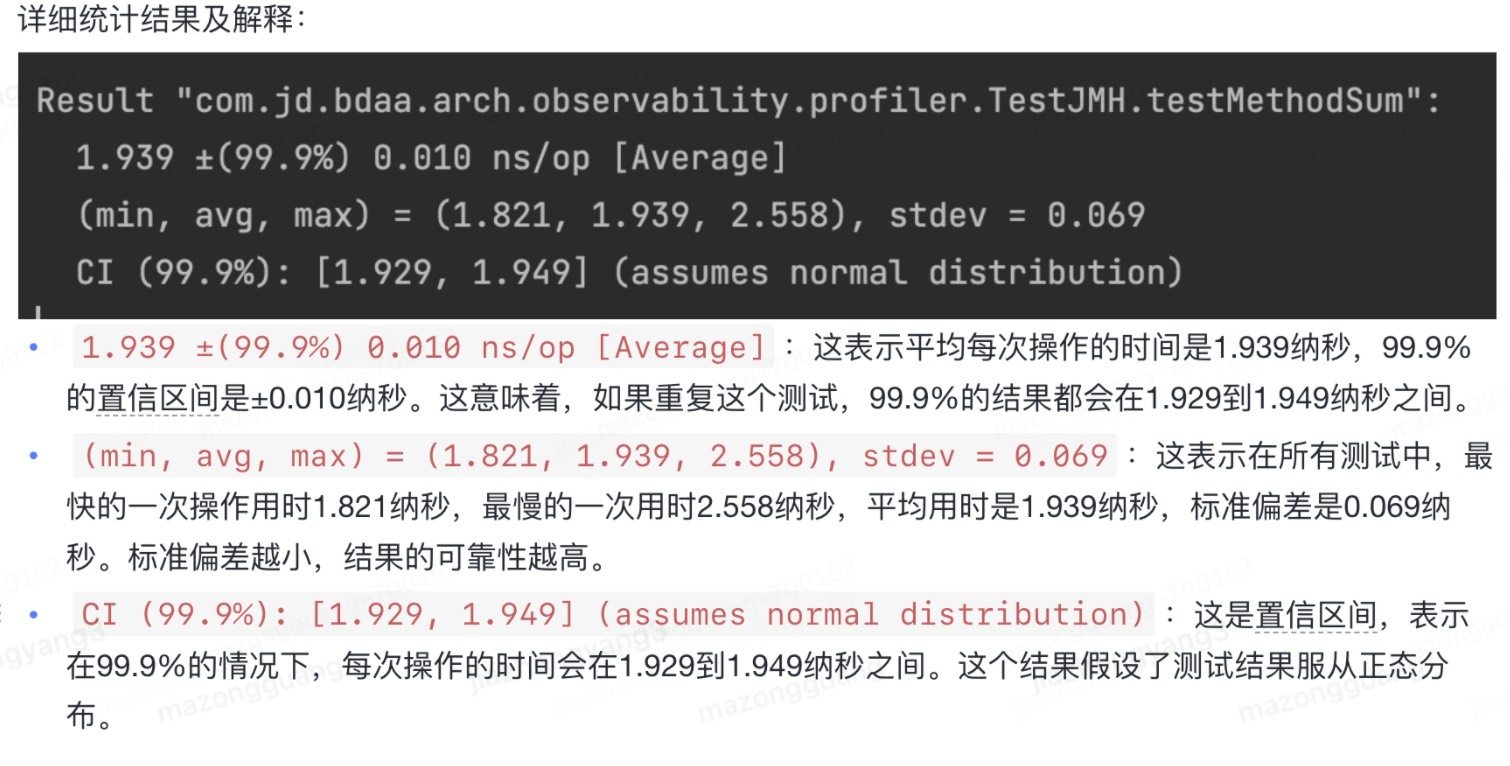 详细统计结果及解释：
Result "com.jd.bdaa.arch.observability.profiler.TestJMH.testMethodSum":
1.939 ±(99.9%) 0.010 ns/op [Average]
(min, avg, max) = (1.821, 1.939, 2.558), stdev = 0.069
CI (99.9%): [1.929, 1.949] (assumes normal distribution)
• 1.939 ±(99.9%) 0.010 ns/op [Average] ：这表示平均每次操作的时间是1.939纳秒，99.9%
的置信区间是±0.010纳秒。这意味着，如果重复这个测试，99.9%的结果都会在1.929到1.949纳秒之间。
• (min, avg, max) = (1.821, 1.939, 2.558), stdev = 0.069 ：这表示在所有测试中，最
快的一次操作用时1.821纳秒，最慢的一次用时2.558纳秒，平均用时是1.939纳秒，标准偏差是0.069纳
秒。标准偏差越小，结果的可靠性越高。
• CI (99.9%): [1.929, 1.949] (assumes normal distribution) ：这是置信区间，表示
在99.9%的情况下，每次操作的时间会在1.929到1.949纳秒之间。这个结果假设了测试结果服从正态分
布。
mazongguang
mazongguang
mazongguang